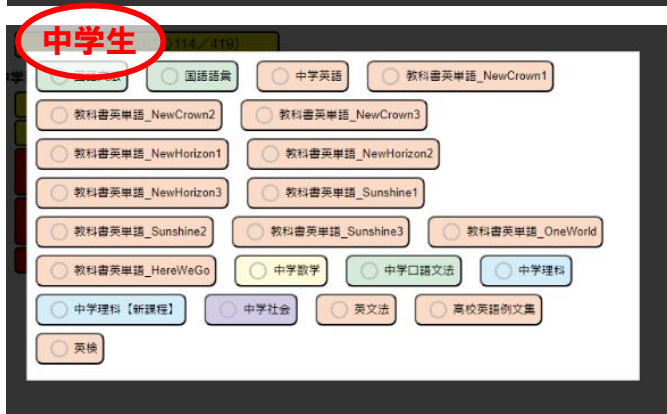 中学生
114／419）
国語語彙 中学英語 教科書英単語_NewCrown1
教科書英単語_NewCrown2 教科書英単語_NewCrown3
教科書英単語_NewHorizon1 教科書英単語_NewHorizon2
教科書英単語_NewHorizon3 教科書英単語_Sunshine1
教科書英単語_Sunshine2 教科書英単語_Sunshine3 教科書英単語_OneWorld
教科書英単語_HereWeGo 中学数学 中学口語文法 中学理科
中学理科【新課程】 中学社会 英文法 高校英語例文集
英検